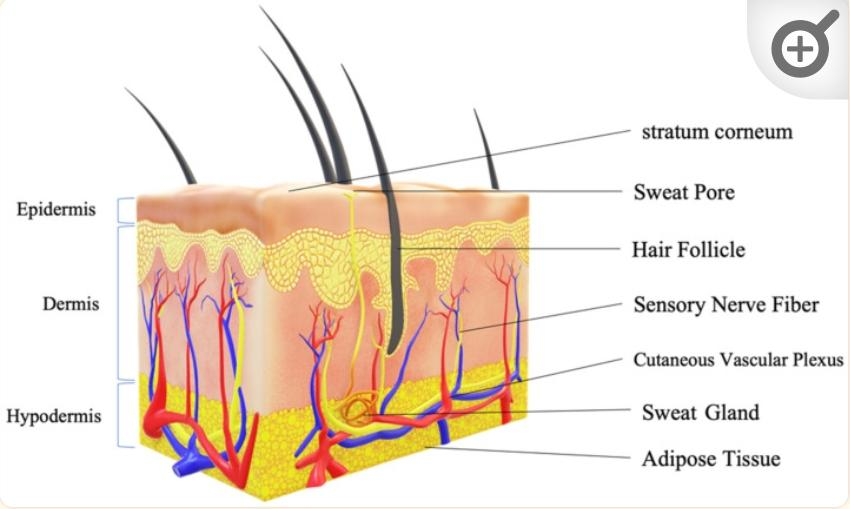 stratum corneum
Sweat Pore
Epidermis
Hair Follicle
Dermis
Sensory Nerve Fiber
Cutaneous Vascular Plexus
Hypodermis
Sweat Gland
Adipose Tissue